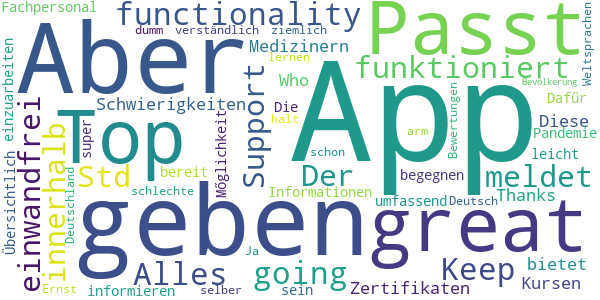 Fachpersonal
functionality
Passt
Aber
dumm verständlich ziemlich
Weltsprachen
Medizinern
lernen
funktioniert
Who
Bevölkerung
App
einzuarbeiten
Schwierigkeiten
Support
Die
Dafür
Top
einwandfrei
innerhalb
super
halt
Möglichkeit
arm
Bewertungen
Diese
Pandemie
schon
leicht
Übersichtlich
Deutschland
Std
bereit
Der
begegnen
meldet
schlechte
Informationen
umfassend
Deutsch
Thanks
geben
great
Ja
Alles
going
Keep
bietet
Ernst
informieren
selber
sein
Zertifikaten
Kursen